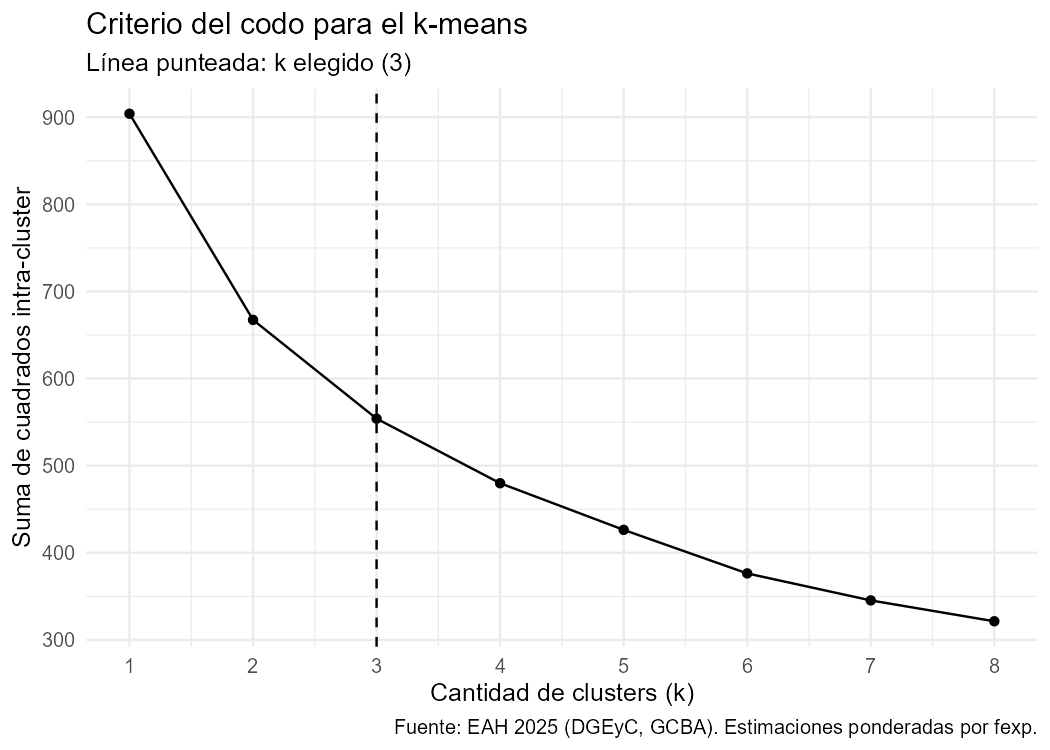 Criterio del codo para el k-means
Línea punteada: k elegido (3)
Suma de cuadrados intra-cluster
900
800
700
600
500
400
300
1 2 3 4 5 6 7 8
Cantidad de clusters (k)
Fuente: EAH 2025 (DGEyC, GCBA). Estimaciones ponderadas por fexp.